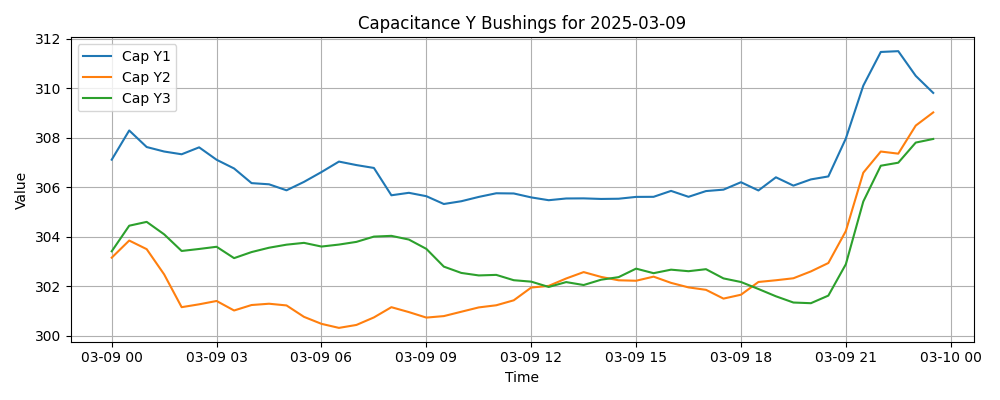 Capacitance Y Bushings for 2025-03-09
Cap Y1
Cap Y2
Cap Y3
312
310
308
306
304
302
300
Value
03-09 00
03-09 03
03-09 06
03-09 09
03-09 12
03-09 15
03-09 18
03-09 21
03-10 00
Time